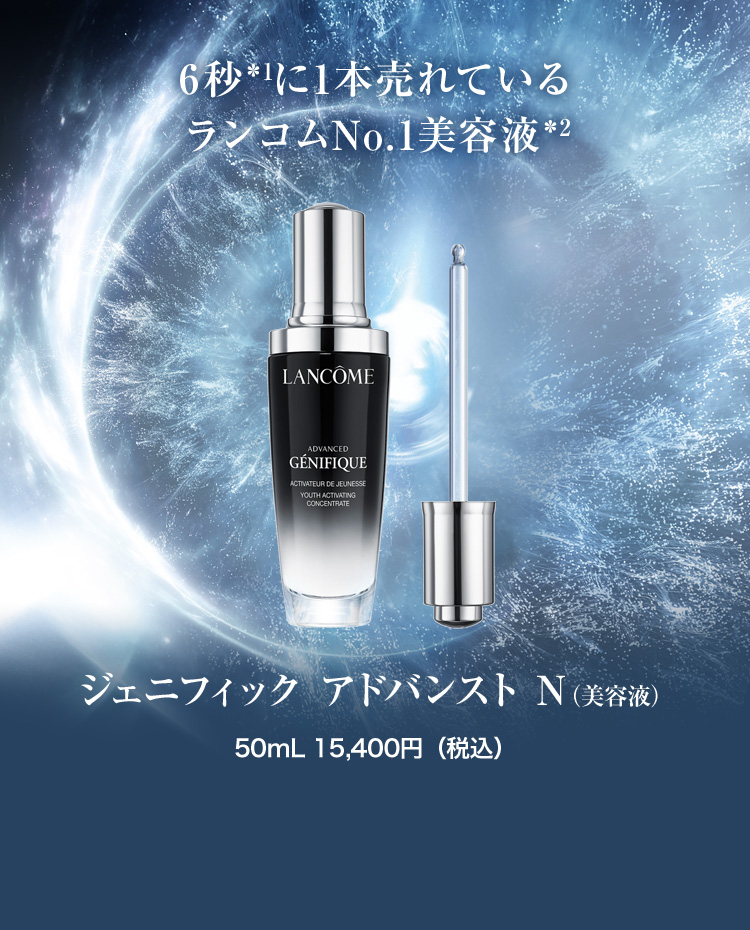 6秒*1に1本売れている
ランコムNo.1美容液*2
LANCÔME
ADVANCED
GÉNIFIQUE
ACTIVATEUR DE JEUNESSE
YOUTH ACTIVATING
CONCENTRATE
ジェニフィック アドバンスト N（美容液）
50mL 15,400円（税込）